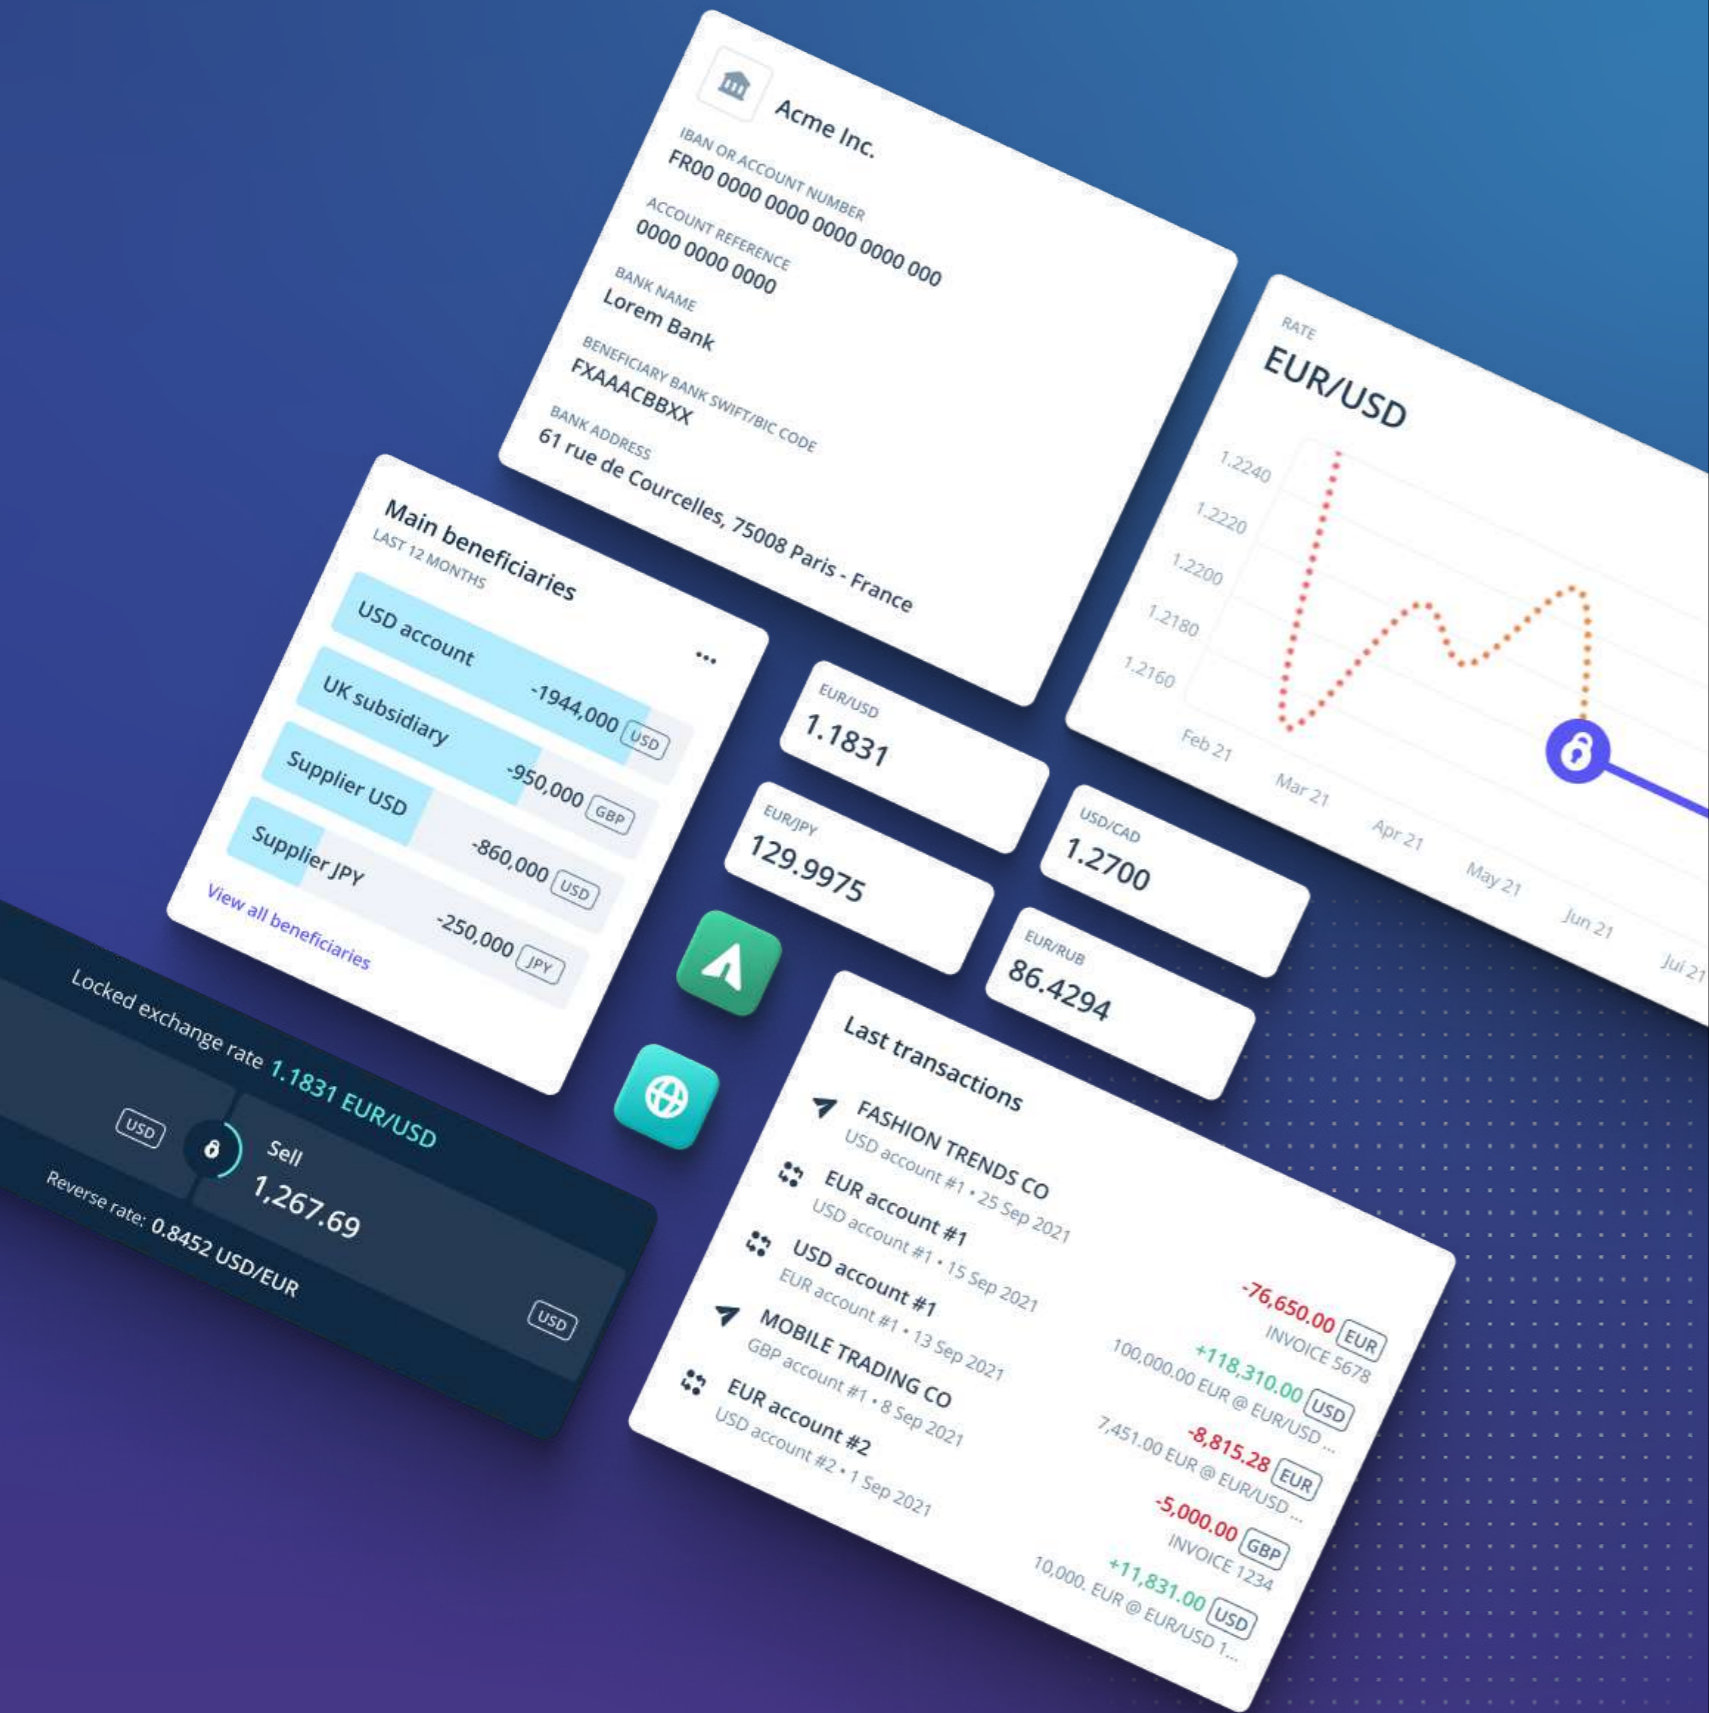 Acme Inc.
IBAN OR ACCOUNT NUMBER
FR00 0000 0000 0000 0000 000
ACCOUNT REFERENCE
0000 0000 0000
BANK NAME
Lorem Bank
BENEFICIARY BANK SWIFT/BIC CODE
FXAAACBBXX
BANK ADDRESS
61 rue de Courcelles, 75008 Paris - France
RATE
EUR/USD
1.2240
1.2220
1.2200
1.2180
1.2160
Feb 21
Mar 21
Apr 21
May 21
Jun 21
Jui 21
Main beneficiaries
LAST 12 MONTHS
USD account -1944,000 USD
UK subsidiary -950,000 GBP
Supplier USD -860,000 USD
Supplier JPY -250,000 JPY
View all beneficiaries
EUR/USD
1.1831
EUR/JPY
129.9975
USD/CAD
1.2700
EUR/RUB
86.4294
Locked exchange rate 1.1831 EUR/USD
USD
Sell
1,267.69
USD
Reverse rate: 0.8452 USD/EUR
Last transactions
FASHION TRENDS CO -76,650.00 EUR
USD account #1 • 25 Sep 2021 INVOICE 5678
EUR account #1 +118,310.00 USD
USD account #1 • 15 Sep 2021 100,000.00 EUR @ EUR/USD ...
USD account #1 -8,815.28 EUR
EUR account #1 • 13 Sep 2021 7,451.00 EUR @ EUR/USD ...
MOBILE TRADING CO -5,000.00 GBP
GBP account #1 • 8 Sep 2021 INVOICE 1234
EUR account #2 +11,831.00 USD
USD account #2 • 1 Sep 2021 10,000. EUR @ EUR/USD 1...